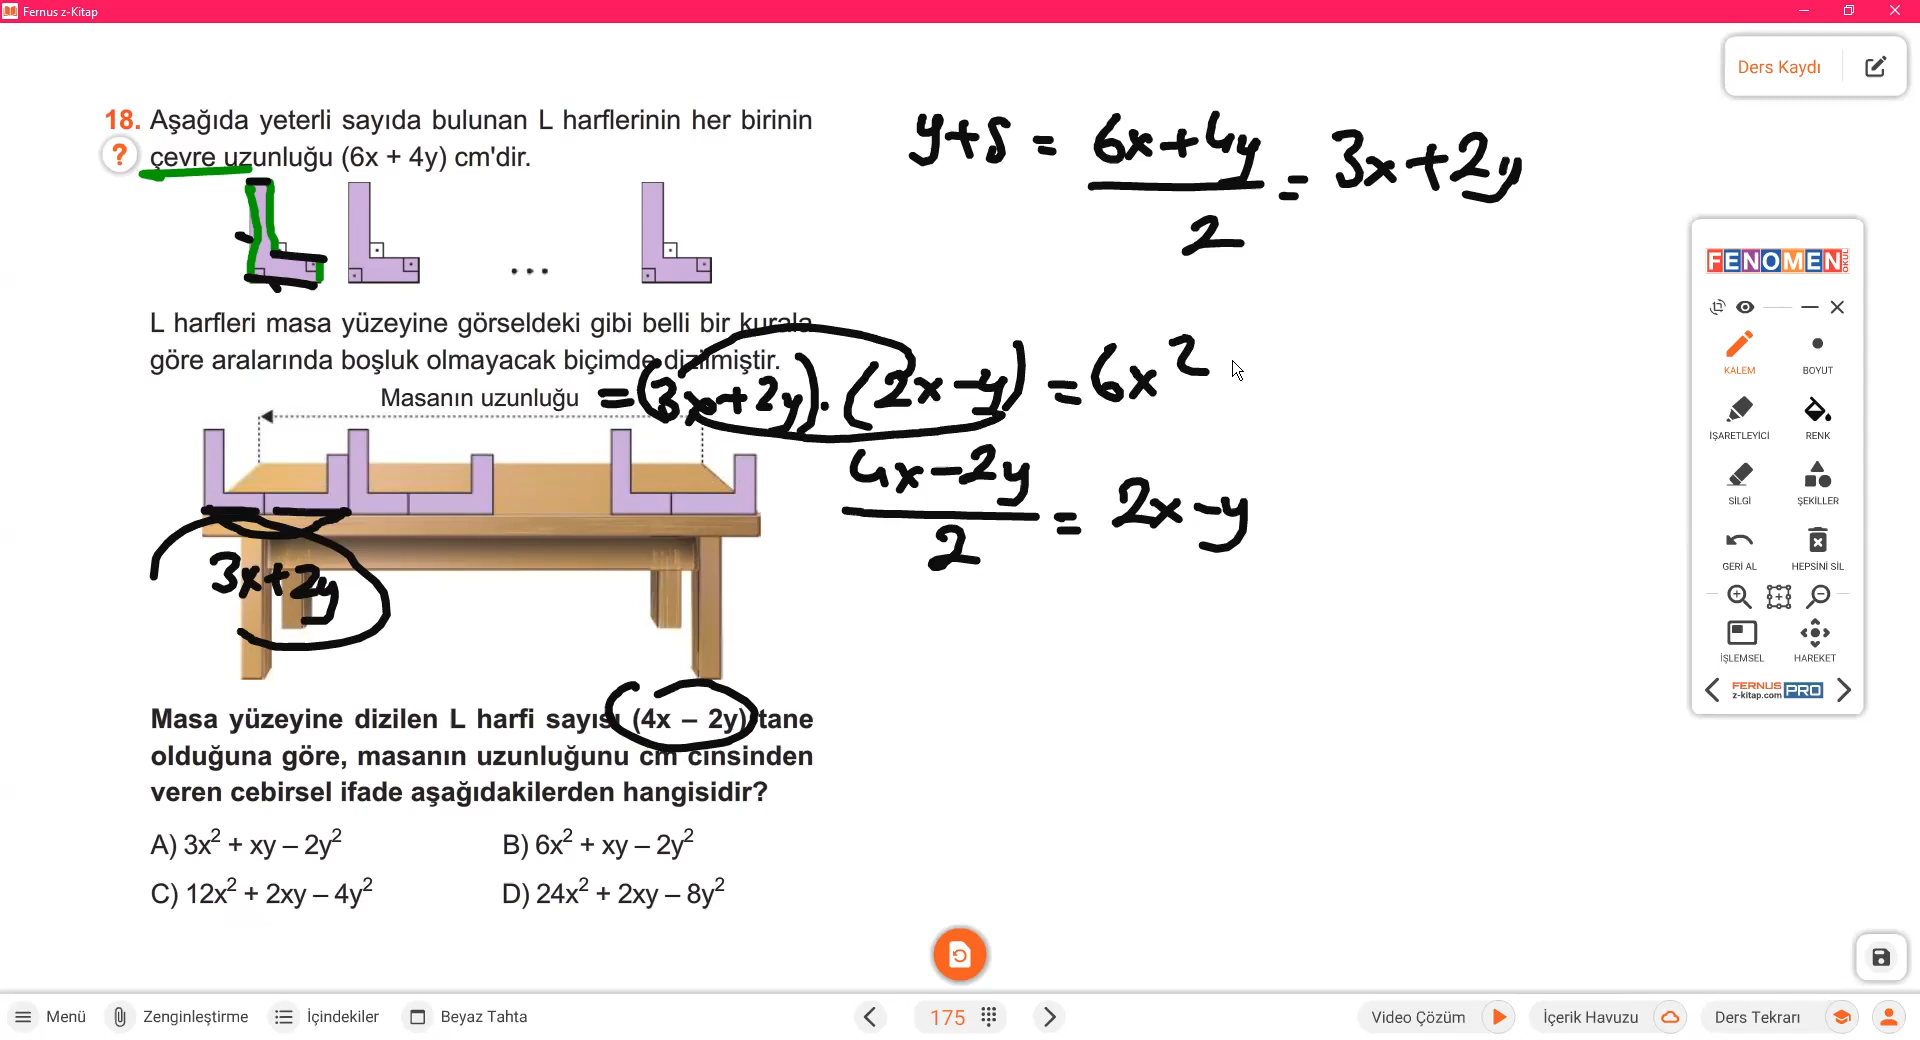 Fernus z-Kitap
Ders Kaydı
18. Aşağıda yeterli sayıda bulunan L harflerinin her birinin
? çevre uzunluğu (6x + 4y) cm'dir.
y+s = (6x+4y)/2 = 3x+2y
...
L harfleri masa yüzeyine görseldeki gibi belli bir kurala
göre aralarında boşluk olmayacak biçimde dizilmiştir.
Masanın uzunluğu
=(3x+2y).(2x-y) = 6x²
(4x-2y)/2 = 2x-y
3x+2y
Masa yüzeyine dizilen L harfi sayısı (4x – 2y) tane
olduğuna göre, masanın uzunluğunu cm cinsinden
veren cebirsel ifade aşağıdakilerden hangisidir?
A) 3x² + xy – 2y² B) 6x² + xy – 2y²
C) 12x² + 2xy – 4y² D) 24x² + 2xy – 8y²
FENOMEN OKUL
KALEM BOYUT
İŞARETLEYİCİ RENK
SİLGİ ŞEKİLLER
GERİ AL HEPSİNİ SİL
İŞLEMSEL HAREKET
FERNUS z-kitap.com PRO
Menü Zenginleştirme İçindekiler Beyaz Tahta 175 Video Çözüm İçerik Havuzu Ders Tekrarı